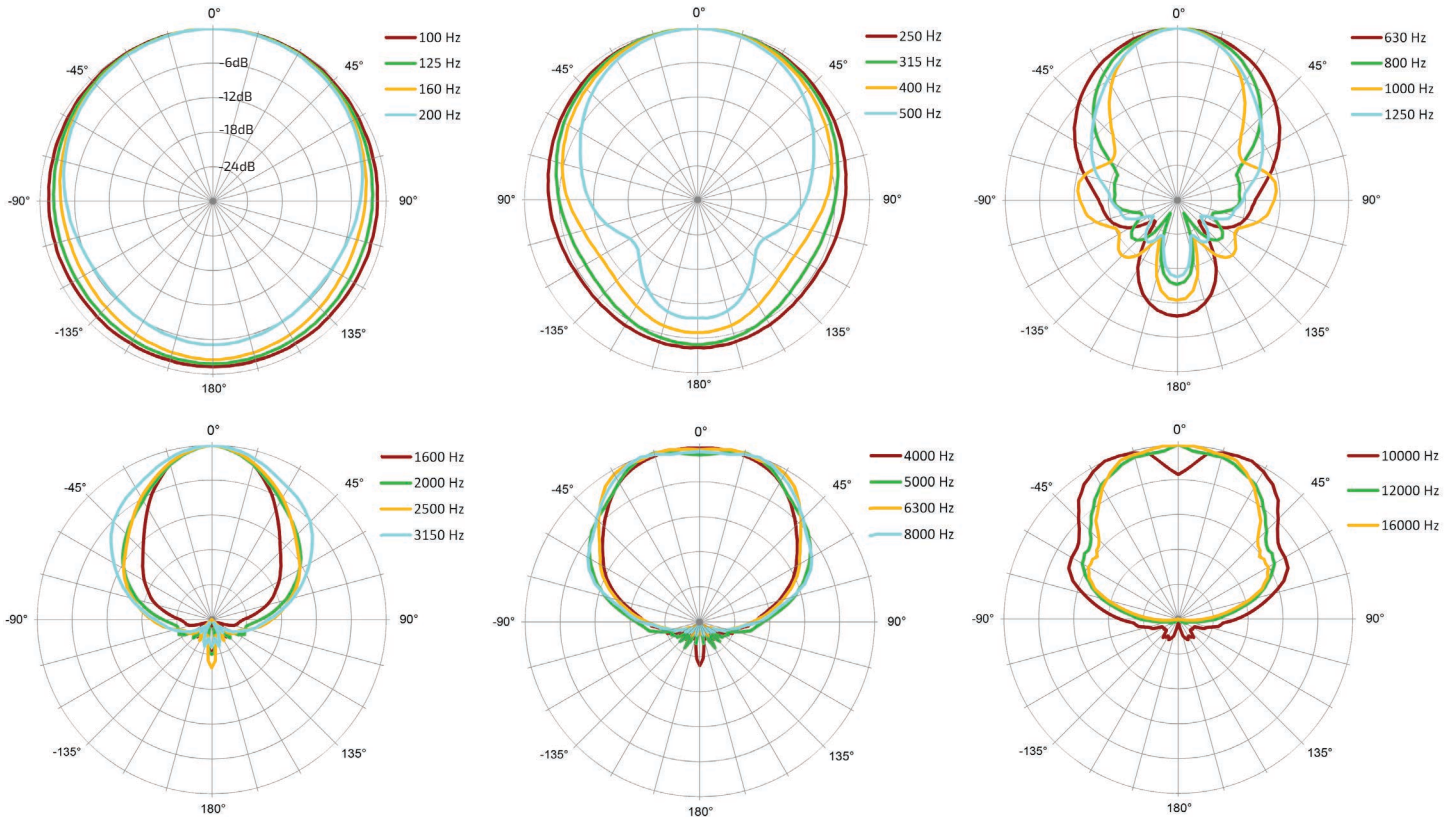 0°
-45°
45°
-90°
90°
-135°
135°
180°
-6dB
-12dB
-18dB
-24dB
100 Hz
125 Hz
160 Hz
200 Hz
0°
-45°
45°
-90°
90°
-135°
135°
180°
250 Hz
315 Hz
400 Hz
500 Hz
0°
-45°
45°
-90°
90°
-135°
135°
180°
630 Hz
800 Hz
1000 Hz
1250 Hz
0°
-45°
45°
-90°
90°
-135°
135°
180°
1600 Hz
2000 Hz
2500 Hz
3150 Hz
0°
-45°
45°
-90°
90°
-135°
135°
180°
4000 Hz
5000 Hz
6300 Hz
8000 Hz
0°
-45°
45°
-90°
90°
-135°
135°
180°
10000 Hz
12000 Hz
16000 Hz